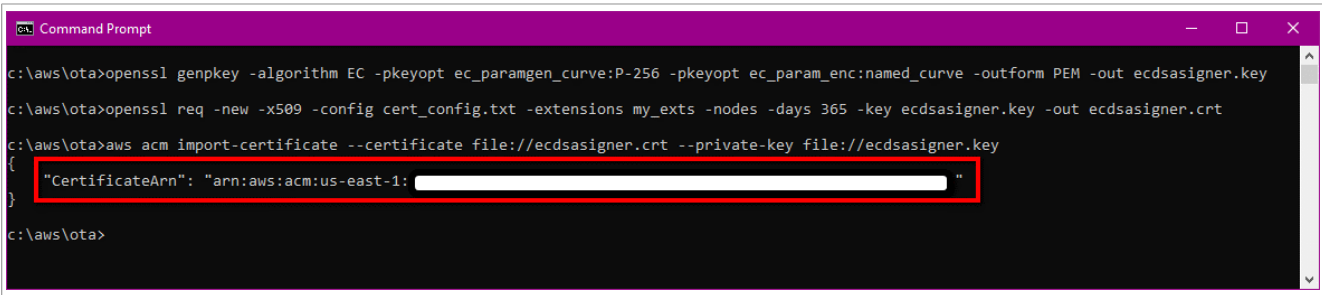 Command Prompt
c:\aws\ota>openssl genpkey -algorithm EC -pkeyopt ec_paramgen_curve:P-256 -pkeyopt ec_param_enc:named_curve -outform PEM -out ecdsasigner.key
c:\aws\ota>openssl req -new -x509 -config cert_config.txt -extensions my_exts -nodes -days 365 -key ecdsasigner.key -out ecdsasigner.crt
c:\aws\ota>aws acm import-certificate --certificate file://ecdsasigner.crt --private-key file://ecdsasigner.key
{
"CertificateArn": "arn:aws:acm:us-east-1: "
}
c:\aws\ota>